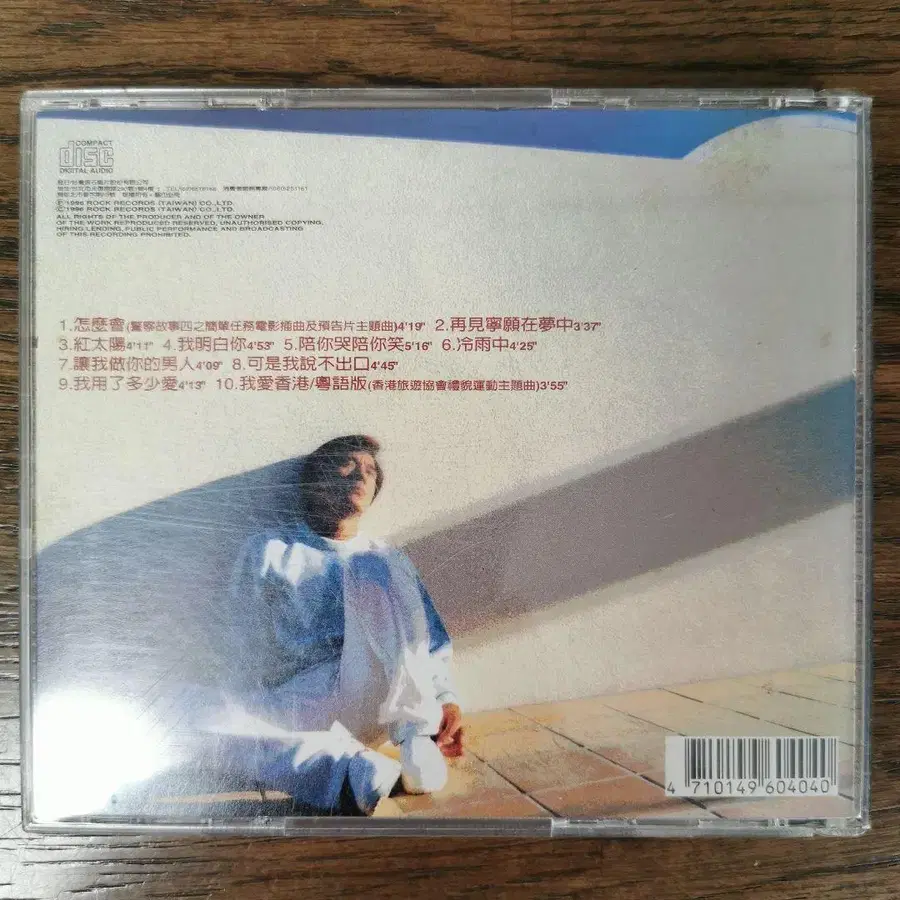 COMPACT
disc
DIGITAL AUDIO
Ⓟ1996 ROCK RECORDS (TAIWAN) CO.,LTD.
Ⓒ1996 ROCK RECORDS (TAIWAN) CO.,LTD.
ALL RIGHTS OF THE PRODUCER AND OF THE OWNER
OF THE WORK REPRODUCED RESERVED, UNAUTHORISED COPYING,
HIRING, LENDING, PUBLIC PERFORMANCE AND BROADCASTING
OF THIS RECORDING PROHIBITED.
1.怎麼會(警察故事四之簡單任務電影插曲及預告片主題曲)4'19" 2.再見寧願在夢中3'37"
3.紅太陽4'11" 4.我明白你4'53" 5.陪你哭陪你笑5'16" 6.冷雨中4'25"
7.讓我做你的男人4'09" 8.可是我說不出口4'45"
9.我用了多少愛4'13" 10.我愛香港/粵語版(香港旅遊協會禮貌運動主題曲)3'55"
4 710149 604040